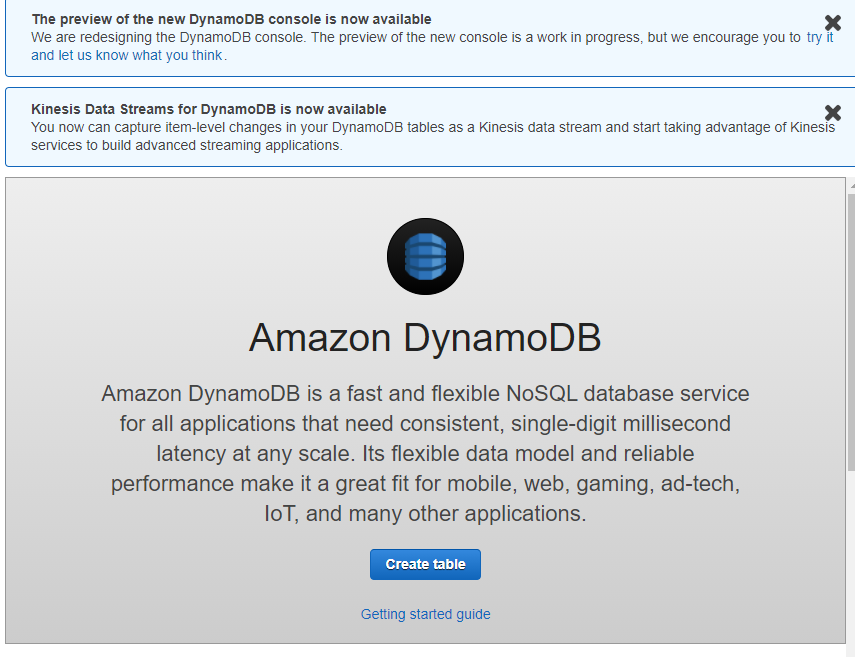 The preview of the new DynamoDB console is now available
We are redesigning the DynamoDB console. The preview of the new console is a work in progress, but we encourage you to try it
and let us know what you think.
Kinesis Data Streams for DynamoDB is now available
You now can capture item-level changes in your DynamoDB tables as a Kinesis data stream and start taking advantage of Kinesis
services to build advanced streaming applications.
Amazon DynamoDB
Amazon DynamoDB is a fast and flexible NoSQL database service
for all applications that need consistent, single-digit millisecond
latency at any scale. Its flexible data model and reliable
performance make it a great fit for mobile, web, gaming, ad-tech,
IoT, and many other applications.
Create table
Getting started guide